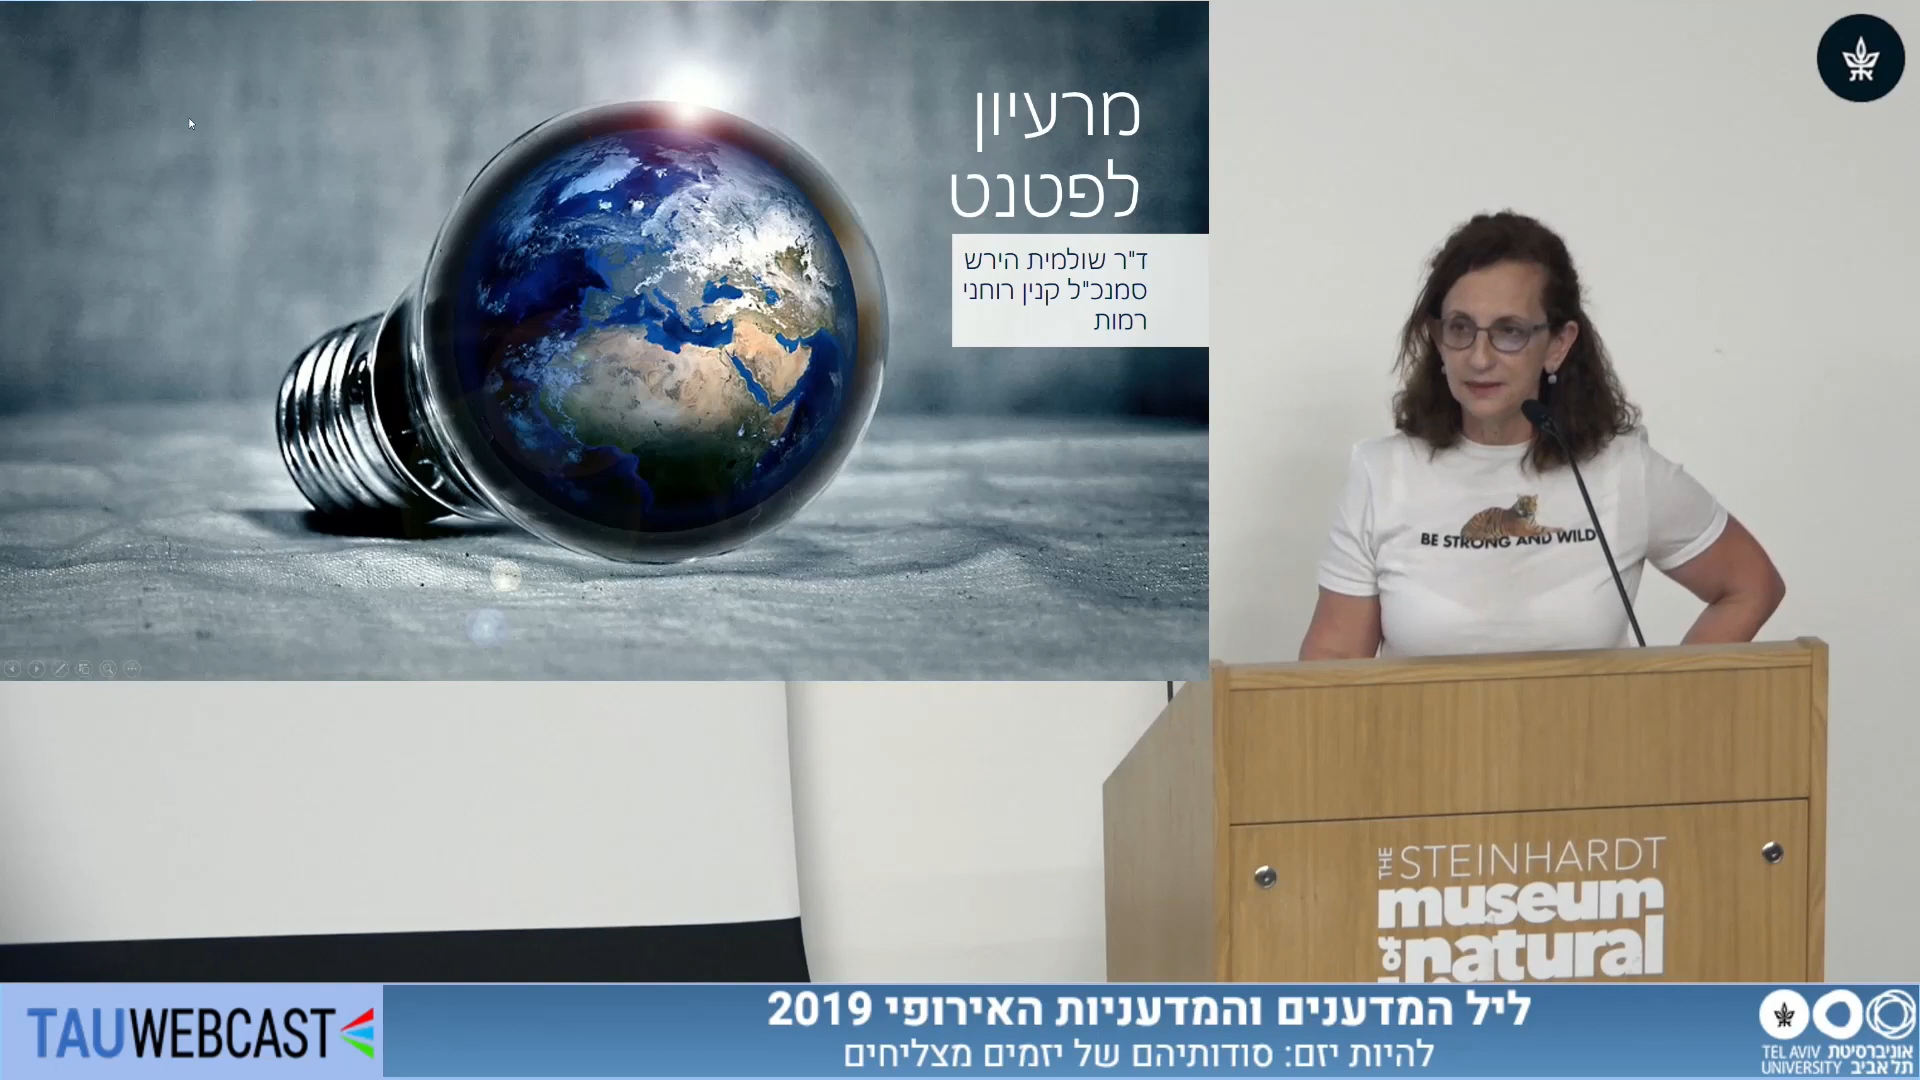 מרעיון
לפטנט
ד"ר שולמית הירש
סמנכ"ל קנין רוחני
רמות
BE STRONG AND WILD
THE STEINHARDT
museum
of natural
TAUWEBCAST
ליל המדענים והמדעניות האירופי 2019
להיות יזם: סודותיהם של יזמים מצליחים
TEL AVIV אוניברסיטת
UNIVERSITY תל אביב